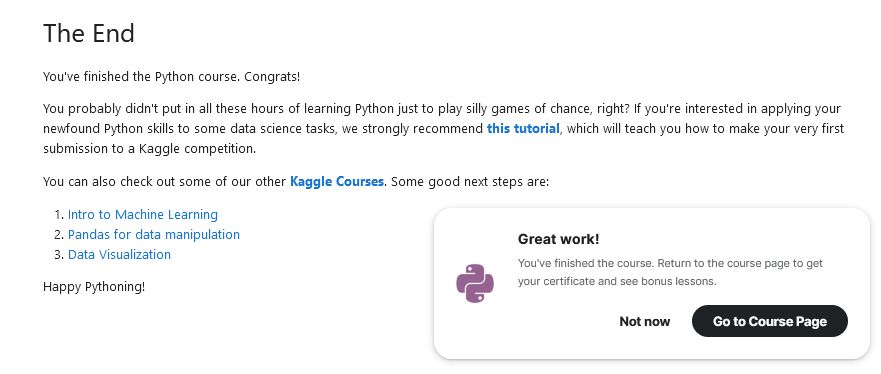 The End
You've finished the Python course. Congrats!
You probably didn't put in all these hours of learning Python just to play silly games of chance, right? If you're interested in applying your
newfound Python skills to some data science tasks, we strongly recommend this tutorial, which will teach you how to make your very first
submission to a Kaggle competition.
You can also check out some of our other Kaggle Courses. Some good next steps are:
1. Intro to Machine Learning
2. Pandas for data manipulation
3. Data Visualization
Happy Pythoning!
Great work!
You've finished the course. Return to the course page to get
your certificate and see bonus lessons.
Not now
Go to Course Page